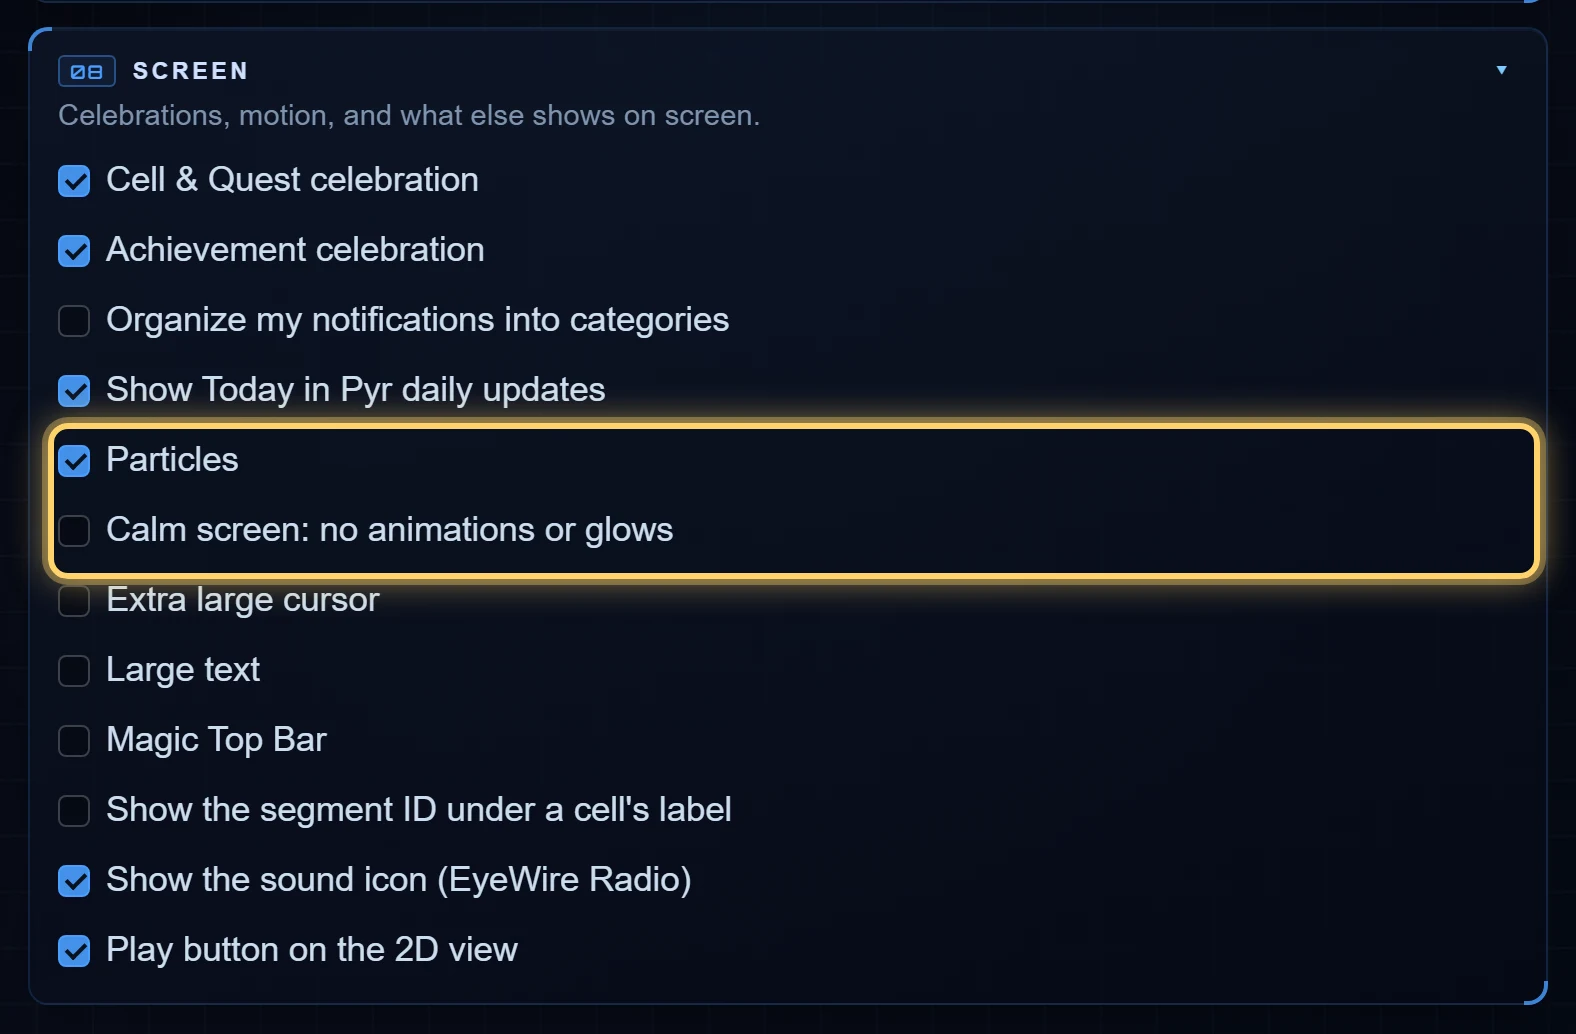 08 SCREEN
Celebrations, motion, and what else shows on screen.
Cell & Quest celebration
Achievement celebration
Organize my notifications into categories
Show Today in Pyr daily updates
Particles
Calm screen: no animations or glows
Extra large cursor
Large text
Magic Top Bar
Show the segment ID under a cell's label
Show the sound icon (EyeWire Radio)
Play button on the 2D view